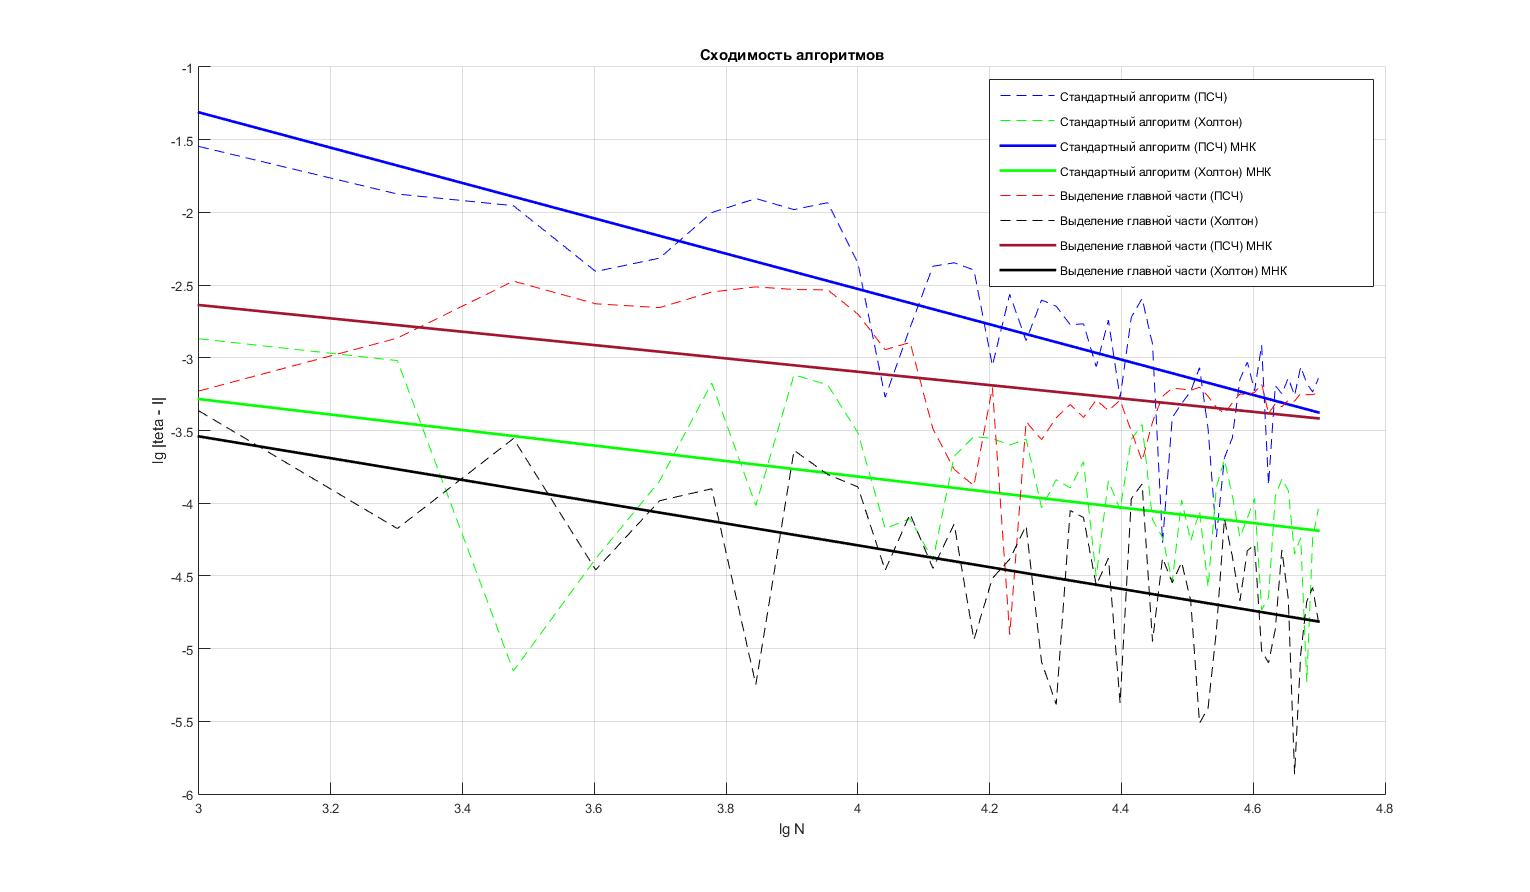 Сходимость алгоритмов
-1
-1.5
-2
-2.5
-3
-3.5
-4
-4.5
-5
-5.5
-6
lg |teta - I|
Стандартный алгоритм (ПСЧ)
Стандартный алгоритм (Холтон)
Стандартный алгоритм (ПСЧ) МНК
Стандартный алгоритм (Холтон) МНК
Выделение главной части (ПСЧ)
Выделение главной части (Холтон)
Выделение главной части (ПСЧ) МНК
Выделение главной части (Холтон) МНК
3 3.2 3.4 3.6 3.8 4 4.2 4.4 4.6 4.8
lg N